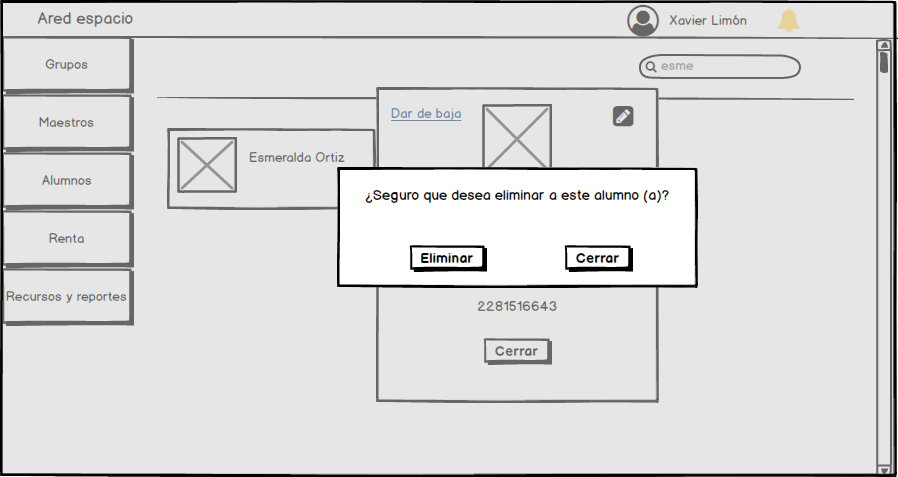 Ared espacio
Xavier Limón
esme
Grupos
Maestros
Alumnos
Renta
Recursos y reportes
Dar de baja
Esmeralda Ortiz
¿Seguro que desea eliminar a este alumno (a)?
Eliminar
Cerrar
2281516643
Cerrar